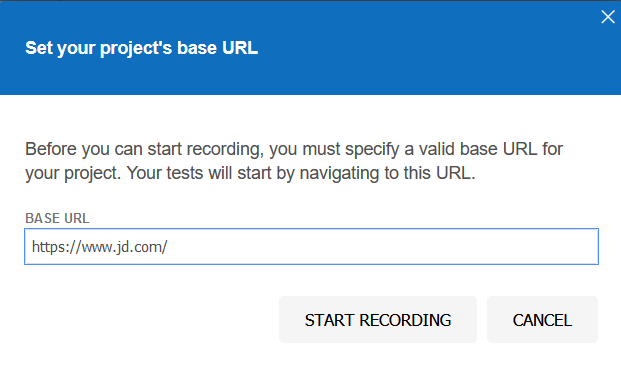 Set your project's base URL
Before you can start recording, you must specify a valid base URL for
your project. Your tests will start by navigating to this URL.
BASE URL
https://www.jd.com/
START RECORDING
CANCEL